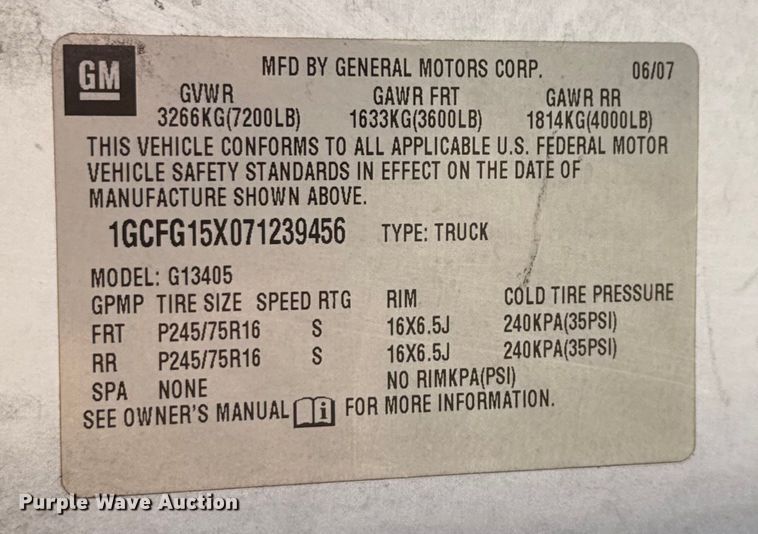 GM
MFD BY GENERAL MOTORS CORP. 06/07
GVWR GAWR FRT GAWR RR
3266KG(7200LB) 1633KG(3600LB) 1814KG(4000LB)
THIS VEHICLE CONFORMS TO ALL APPLICABLE U.S. FEDERAL MOTOR
VEHICLE SAFETY STANDARDS IN EFFECT ON THE DATE OF
MANUFACTURE SHOWN ABOVE.
1GCFG15X071239456 TYPE: TRUCK
MODEL: G13405
GPMP TIRE SIZE SPEED RTG RIM COLD TIRE PRESSURE
FRT P245/75R16 S 16X6.5J 240KPA(35PSI)
RR P245/75R16 S 16X6.5J 240KPA(35PSI)
SPA NONE NO RIMKPA(PSI)
SEE OWNER'S MANUAL i FOR MORE INFORMATION.
Purple Wave Auction